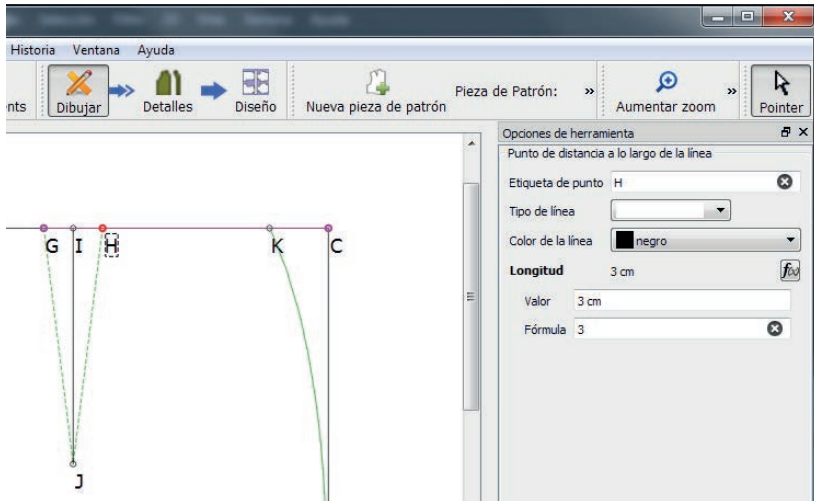 Historia Ventana Ayuda
nts Dibujar Detalles Diseño Nueva pieza de patrón Pieza de Patrón: » Aumentar zoom » Pointer
Opciones de herramienta
Punto de distancia a lo largo de la línea
Etiqueta de punto H
Tipo de línea
Color de la línea negro
Longitud 3 cm f(x)
Valor 3 cm
Fórmula 3
G I H K C
J